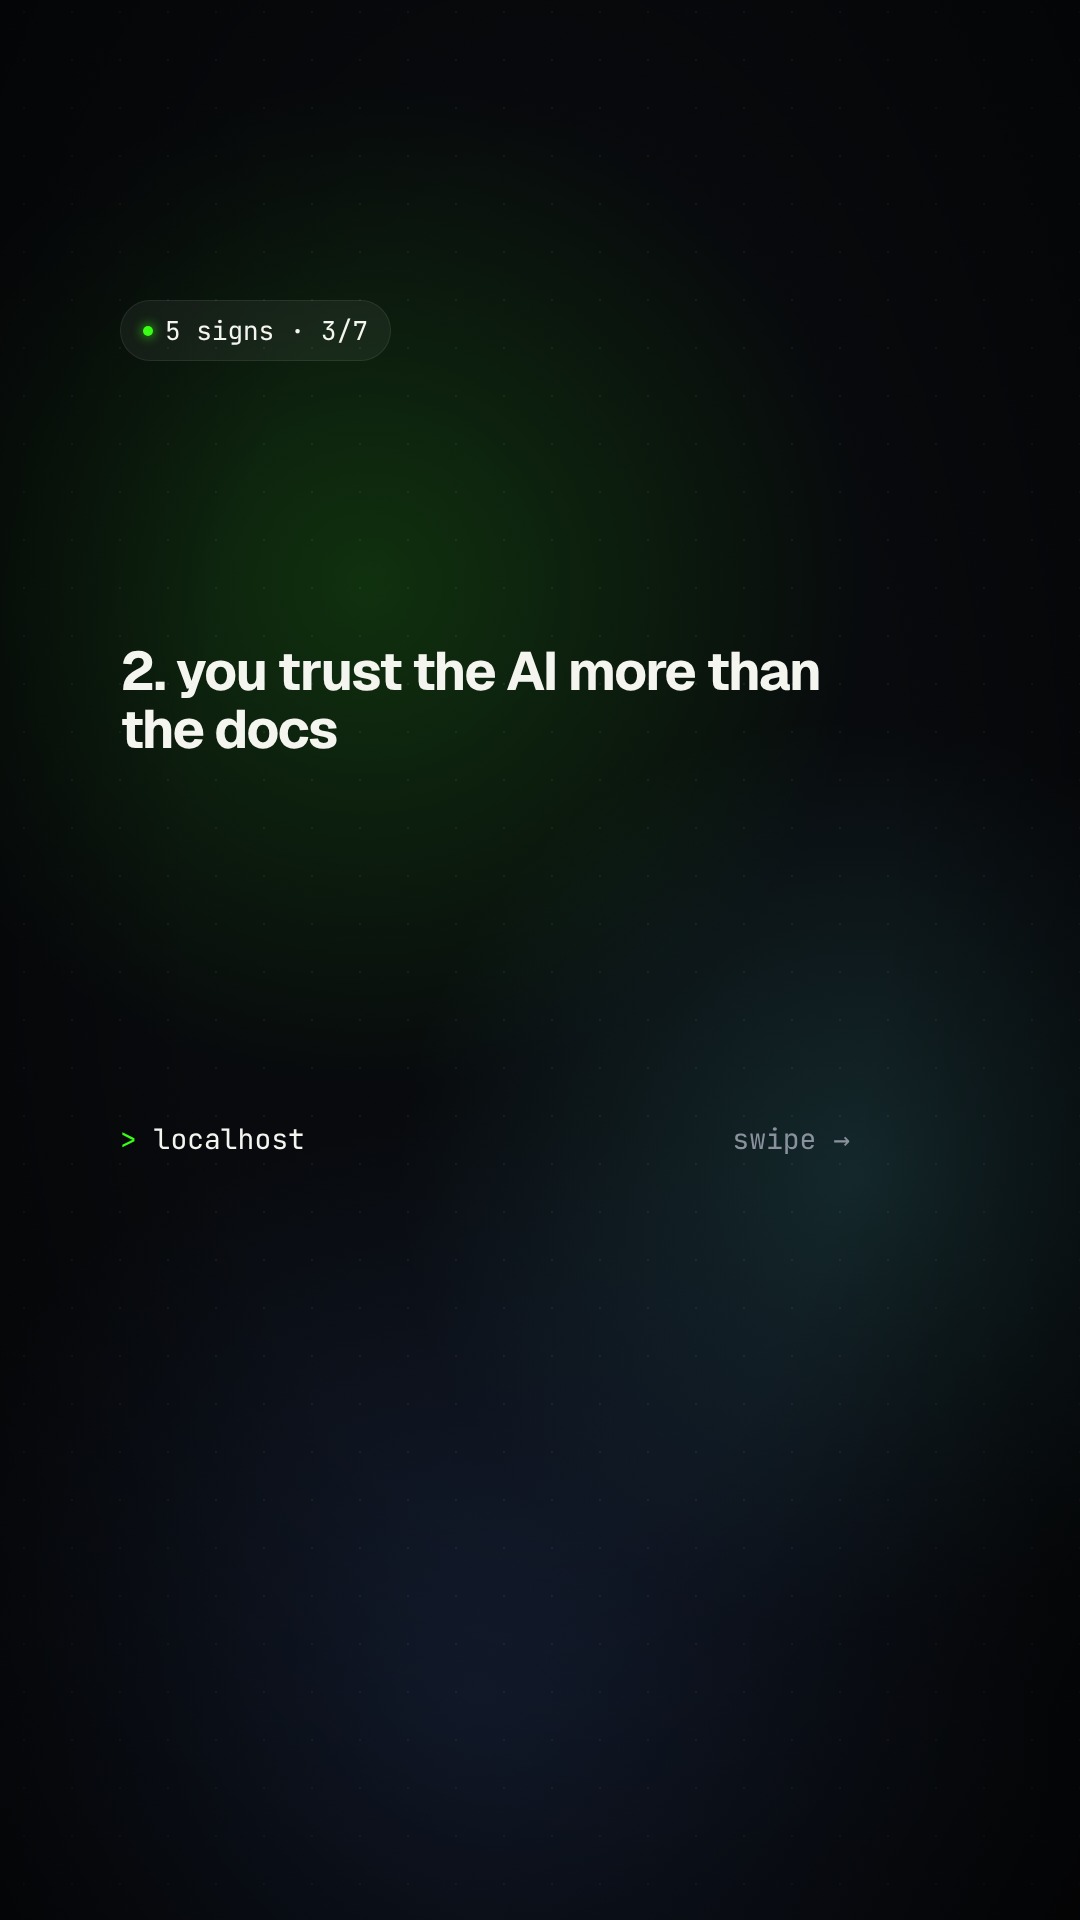 5 signs · 3/7
2. you trust the AI more than
the docs
> localhost
swipe →